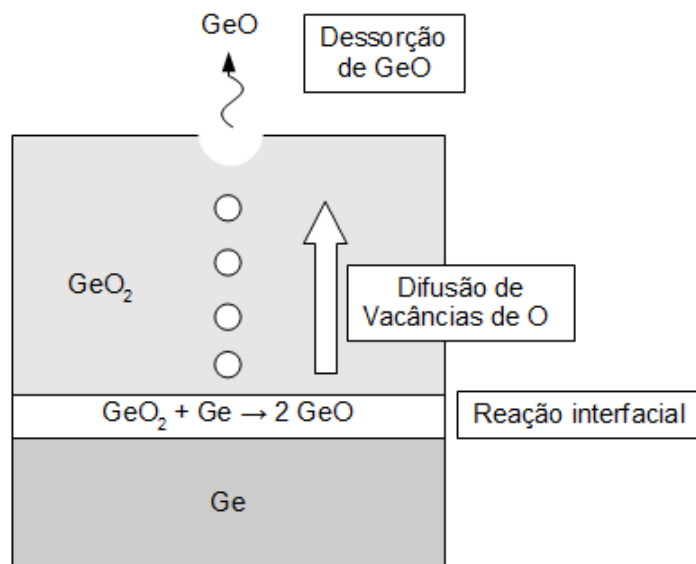 GeO
Dessorção
de GeO
GeO₂
Difusão de
Vacâncias de O
GeO₂ + Ge → 2 GeO
Reação interfacial
Ge